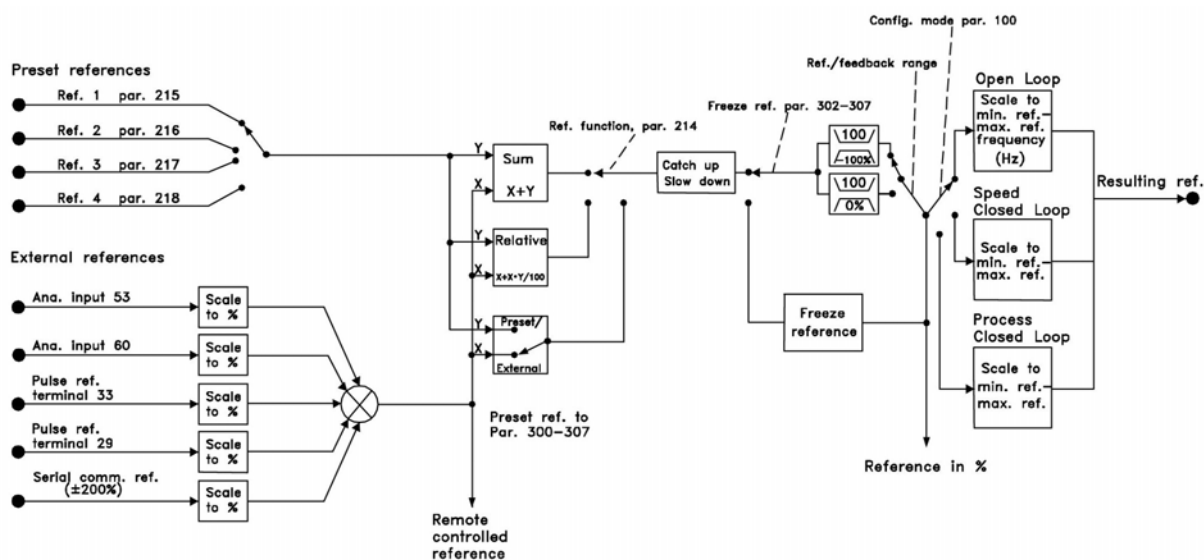 Config. mode par. 100
Preset references
Ref./feedback range
Open Loop
Ref. 1 par. 215
Freeze ref. par. 302-307
Scale to
min. ref.-
max. ref.
frequency
(Hz)
Ref. 2 par. 216
Ref. function, par. 214
Ref. 3 par. 217
Ref. 4 par. 218
Y
Sum
X
X+Y
Catch up
Slow down
100
-100%
100
0%
Resulting ref.
Speed
Closed Loop
Scale to
min. ref.-
max. ref.
Y
Relative
X
X+X•Y/100
External references
Ana. input 53
Scale
to %
Y
Preset/
X
External
Freeze
reference
Process
Closed Loop
Scale to
min. ref.-
max. ref.
Ana. input 60
Scale
to %
Pulse ref.
terminal 33
Scale
to %
Preset ref. to
Par. 300-307
Pulse ref.
terminal 29
Scale
to %
Reference in %
Serial comm. ref.
(±200%)
Scale
to %
Remote
controlled
reference